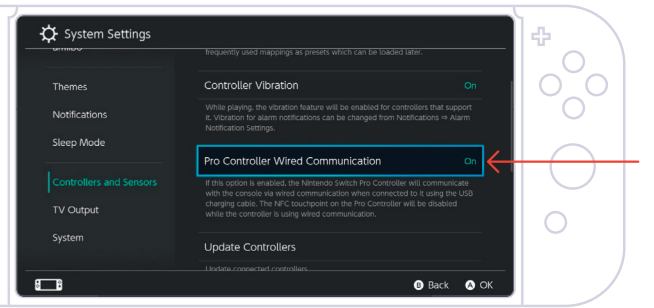 System Settings
amiibo
frequently used mappings as presets which can be loaded later.
Themes
Controller Vibration On
While playing, the vibration feature will be enabled for controllers that support
it. Vibration for alarm notifications can be changed from Notifications ⇒ Alarm
Notification Settings.
Notifications
Sleep Mode
Pro Controller Wired Communication On
If this option is enabled, the Nintendo Switch Pro Controller will communicate
with the console via wired communication when connected to it using the USB
charging cable. The NFC touchpoint on the Pro Controller will be disabled
while the controller is using wired communication.
Controllers and Sensors
TV Output
System
Update Controllers
Update connected controllers.
B Back A OK